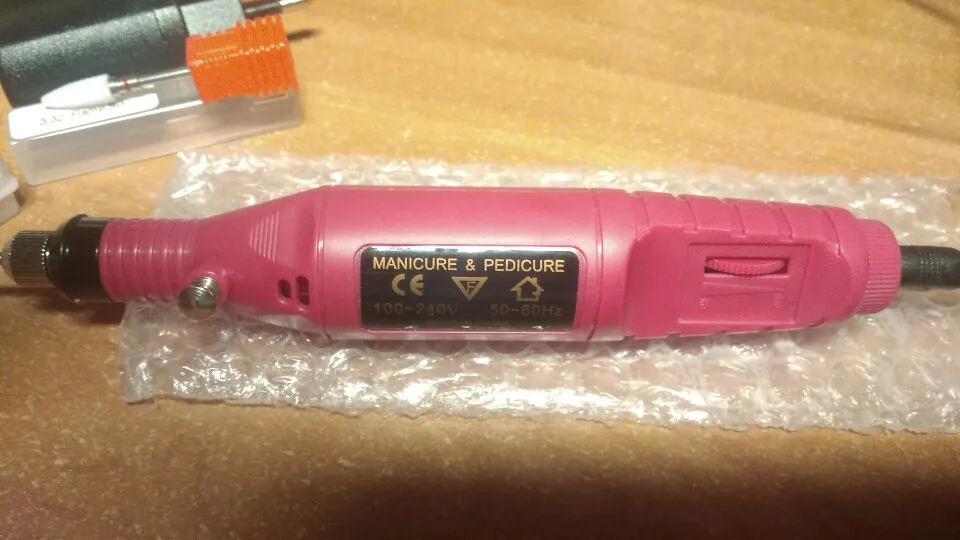 MANICURE & PEDICURE
CE F
100~240V 50~60Hz